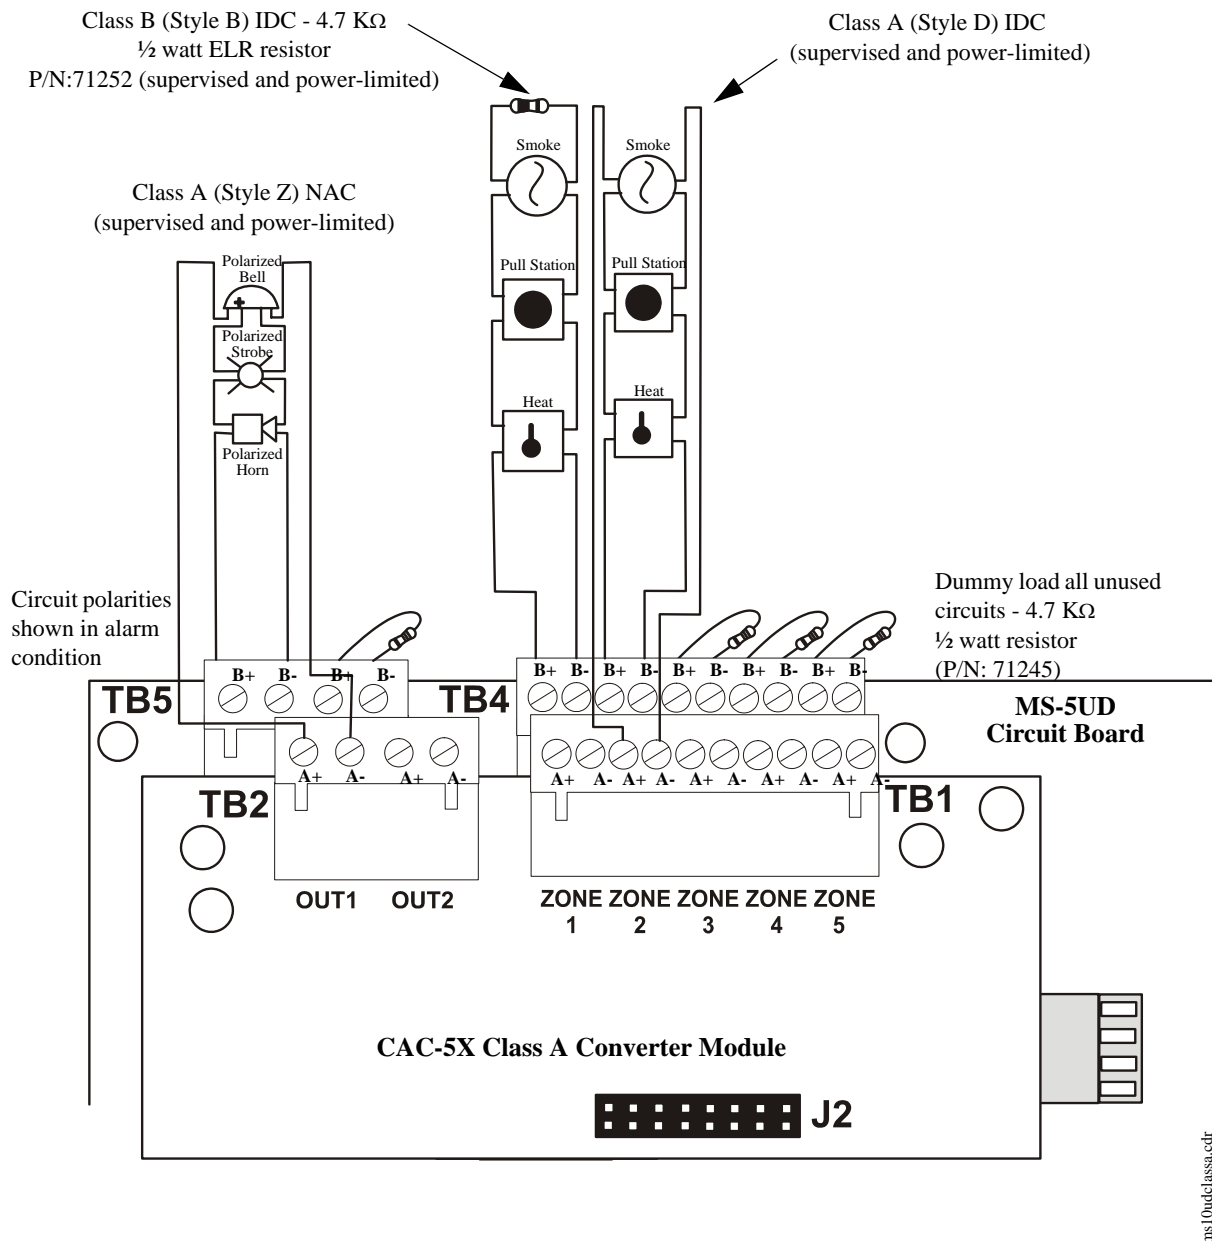 Class B (Style B) IDC - 4.7 KΩ
½ watt ELR resistor
P/N:71252 (supervised and power-limited)
Class A (Style D) IDC
(supervised and power-limited)
Smoke
Smoke
Class A (Style Z) NAC
(supervised and power-limited)
Polarized
Bell
+
Polarized
Strobe
Polarized
Horn
Pull Station
Pull Station
Heat
Heat
Circuit polarities
shown in alarm
condition
Dummy load all unused
circuits - 4.7 KΩ
½ watt resistor
(P/N: 71245)
TB5
B+ B- B+ B-
TB4
B+ B- B+ B- B+ B- B+ B- B+ B-
MS-5UD
Circuit Board
TB2
A+ A- A+ A-
A+ A- A+ A- A+ A- A+ A- A+ A-
TB1
OUT1 OUT2
ZONE ZONE ZONE ZONE ZONE
1 2 3 4 5
CAC-5X Class A Converter Module
J2
ms10udclassa.cdr